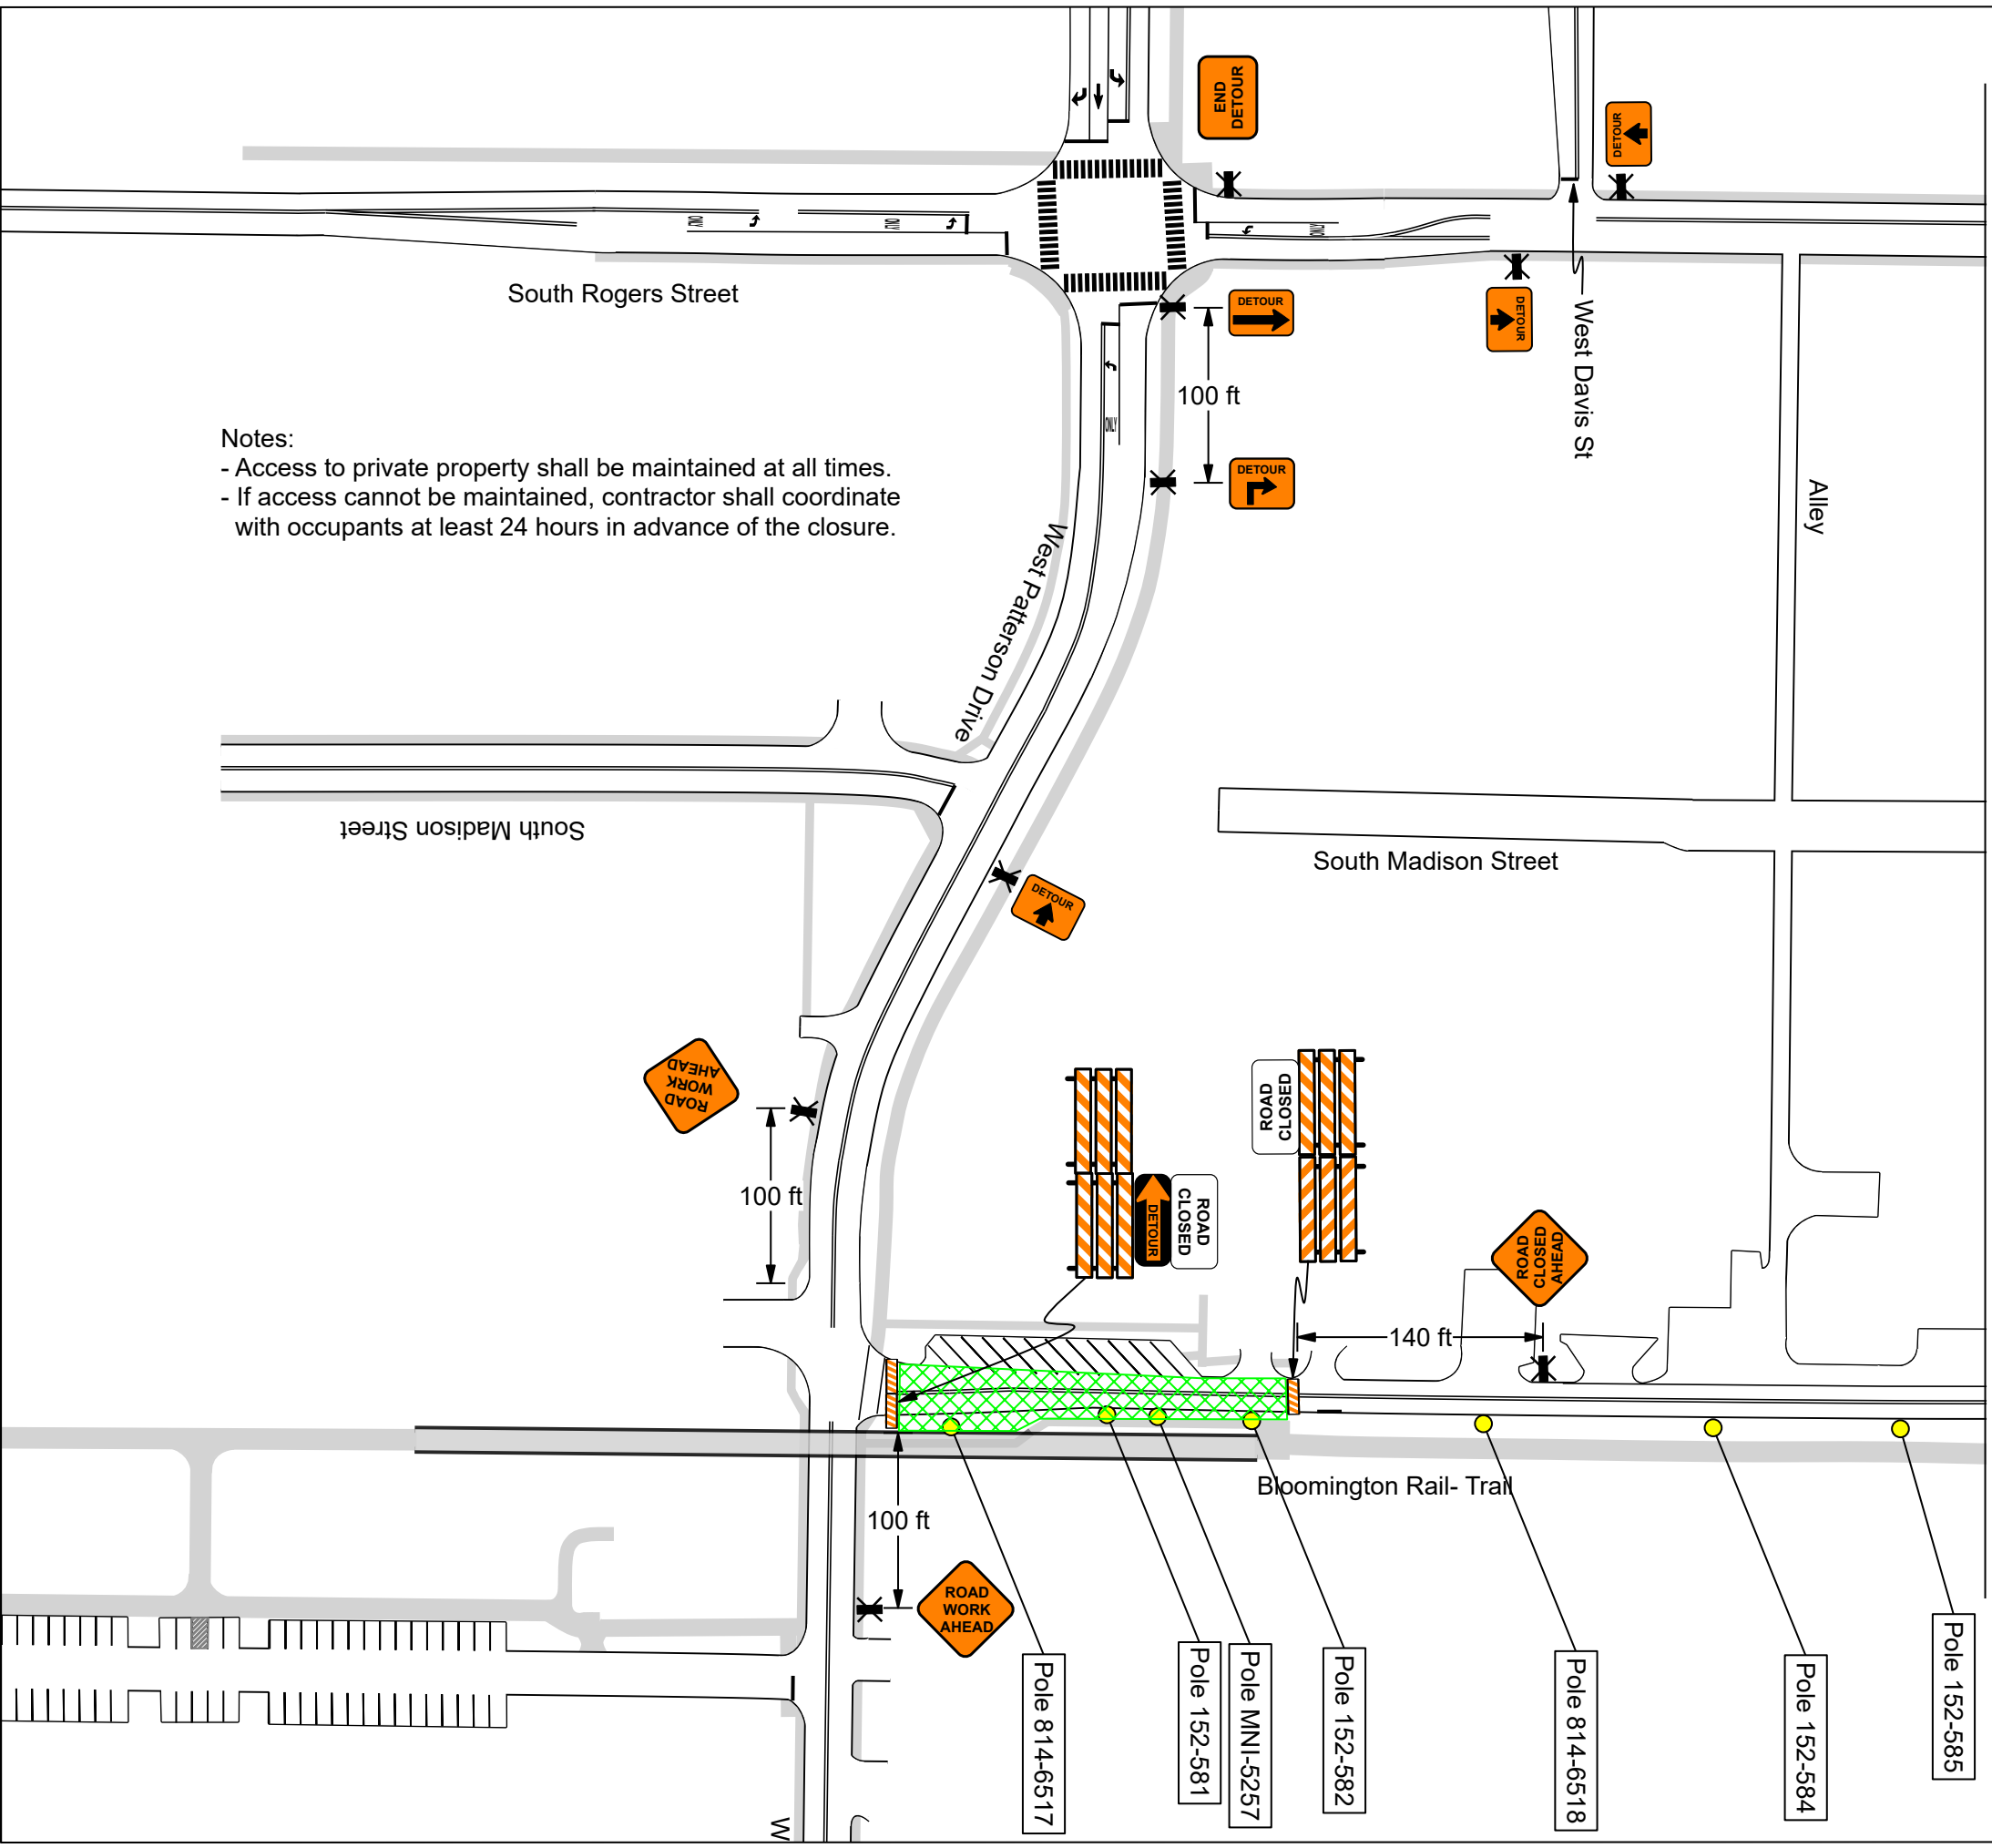 END
DETOUR
DETOUR
ONLY
ONLY
ONLY
South Rogers Street
DETOUR
DETOUR
West Davis St
100 ft
ONLY
DETOUR
Notes:
- Access to private property shall be maintained at all times.
- If access cannot be maintained, contractor shall coordinate
with occupants at least 24 hours in advance of the closure.
Alley
West Patterson Drive
South Madison Street
South Madison Street
DETOUR
ROAD
WORK
AHEAD
100 ft
ROAD
CLOSED
DETOUR
ROAD
CLOSED
ROAD
CLOSED
AHEAD
140 ft
Bloomington Rail- Trail
100 ft
ROAD
WORK
AHEAD
Pole 814-6517
Pole 152-581
Pole MNI-5257
Pole 152-582
Pole 814-6518
Pole 152-584
Pole 152-585
W